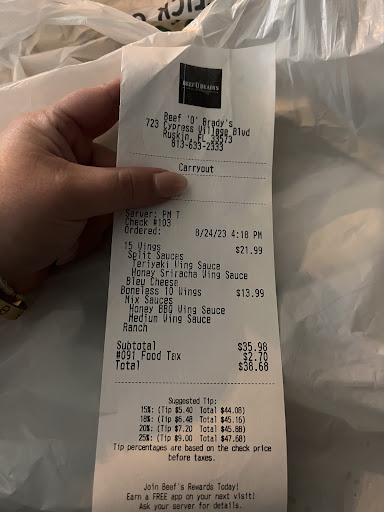 BEEF'O'BRADY'S
Beef 'O' Brady's
723 Cypress Village Blvd
Ruskin, FL 33573
813-633-2333
Carryout
Server: PM T
Check #103
Ordered: 8/24/23 4:18 PM
15 Wings $21.99
Split Sauces
Teriyaki Wing Sauce
Honey Sriracha Wing Sauce
Bleu Cheese
Boneless 10 Wings $13.99
Mix Sauces
Honey BBQ Wing Sauce
Medium Wing Sauce
Ranch
Subtotal $35.98
#091 Food Tax $2.70
Total $38.68
Suggested Tip:
15%: (Tip $5.40 Total $44.08)
18%: (Tip $6.48 Total $45.16)
20%: (Tip $7.20 Total $45.88)
25%: (Tip $9.00 Total $47.68)
Tip percentages are based on the check price
before taxes.
Join Beef's Rewards Today!
Earn a FREE app on your next visit!
Ask your server for details.